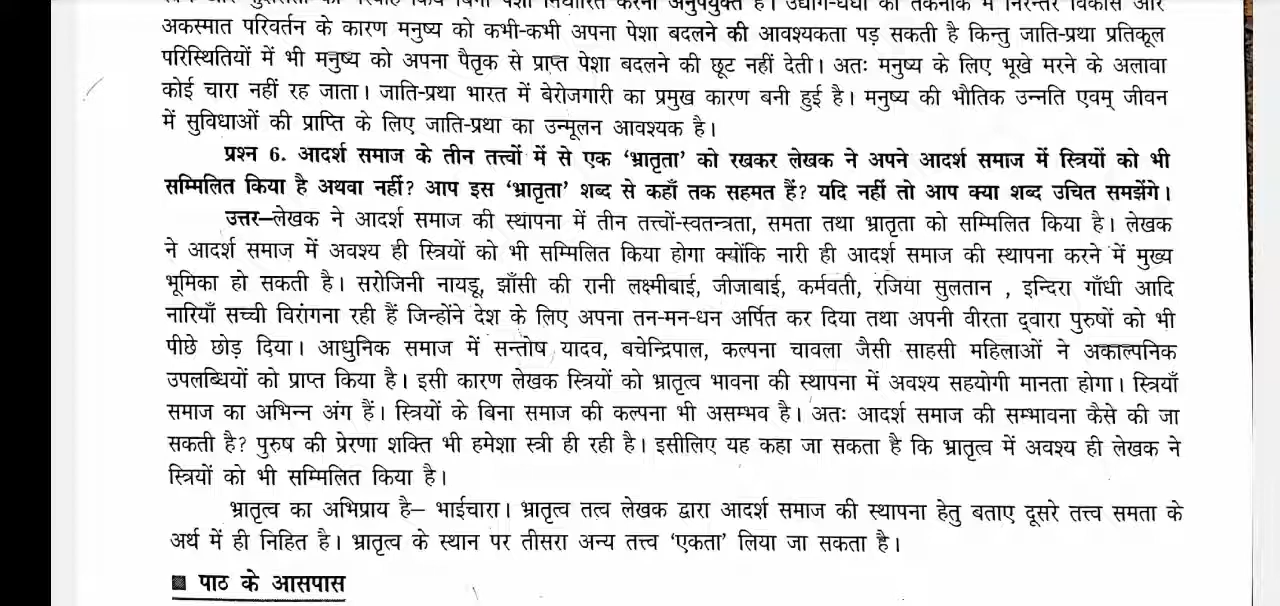 बिना पेशा निर्धारित करना अनुपयुक्त है। उद्योग-धंधों की तकनीक में निरन्तर विकास और
अकस्मात परिवर्तन के कारण मनुष्य को कभी-कभी अपना पेशा बदलने की आवश्यकता पड़ सकती है किन्तु जाति-प्रथा प्रतिकूल
परिस्थितियों में भी मनुष्य को अपना पैतृक से प्राप्त पेशा बदलने की छूट नहीं देती। अतः मनुष्य के लिए भूखे मरने के अलावा
कोई चारा नहीं रह जाता। जाति-प्रथा भारत में बेरोजगारी का प्रमुख कारण बनी हुई है। मनुष्य की भौतिक उन्नति एवम् जीवन
में सुविधाओं की प्राप्ति के लिए जाति-प्रथा का उन्मूलन आवश्यक है।
प्रश्न 6. आदर्श समाज के तीन तत्त्वों में से एक ‘भ्रातृता’ को रखकर लेखक ने अपने आदर्श समाज में स्त्रियों को भी
सम्मिलित किया है अथवा नहीं? आप इस ‘भ्रातृता’ शब्द से कहाँ तक सहमत हैं? यदि नहीं तो आप क्या शब्द उचित समझेंगे।
उत्तर–लेखक ने आदर्श समाज की स्थापना में तीन तत्त्वों-स्वतन्त्रता, समता तथा भ्रातृता को सम्मिलित किया है। लेखक
ने आदर्श समाज में अवश्य ही स्त्रियों को भी सम्मिलित किया होगा क्योंकि नारी ही आदर्श समाज की स्थापना करने में मुख्य
भूमिका हो सकती है। सरोजिनी नायडू, झाँसी की रानी लक्ष्मीबाई, जीजाबाई, कर्मवती, रजिया सुलतान , इन्दिरा गाँधी आदि
नारियाँ सच्ची विरांगना रही हैं जिन्होंने देश के लिए अपना तन-मन-धन अर्पित कर दिया तथा अपनी वीरता द्वारा पुरुषों को भी
पीछे छोड़ दिया। आधुनिक समाज में सन्तोष यादव, बचेन्द्रिपाल, कल्पना चावला जैसी साहसी महिलाओं ने अकाल्पनिक
उपलब्धियों को प्राप्त किया है। इसी कारण लेखक स्त्रियों को भ्रातृत्व भावना की स्थापना में अवश्य सहयोगी मानता होगा। स्त्रियाँ
समाज का अभिन्न अंग हैं। स्त्रियों के बिना समाज की कल्पना भी असम्भव है। अतः आदर्श समाज की सम्भावना कैसे की जा
सकती है? पुरुष की प्रेरणा शक्ति भी हमेशा स्त्री ही रही है। इसीलिए यह कहा जा सकता है कि भ्रातृत्व में अवश्य ही लेखक ने
स्त्रियों को भी सम्मिलित किया है।
भ्रातृत्व का अभिप्राय है– भाईचारा। भ्रातृत्व तत्व लेखक द्वारा आदर्श समाज की स्थापना हेतु बताए दूसरे तत्त्व समता के
अर्थ में ही निहित है। भ्रातृत्व के स्थान पर तीसरा अन्य तत्त्व ‘एकता’ लिया जा सकता है।
पाठ के आसपास